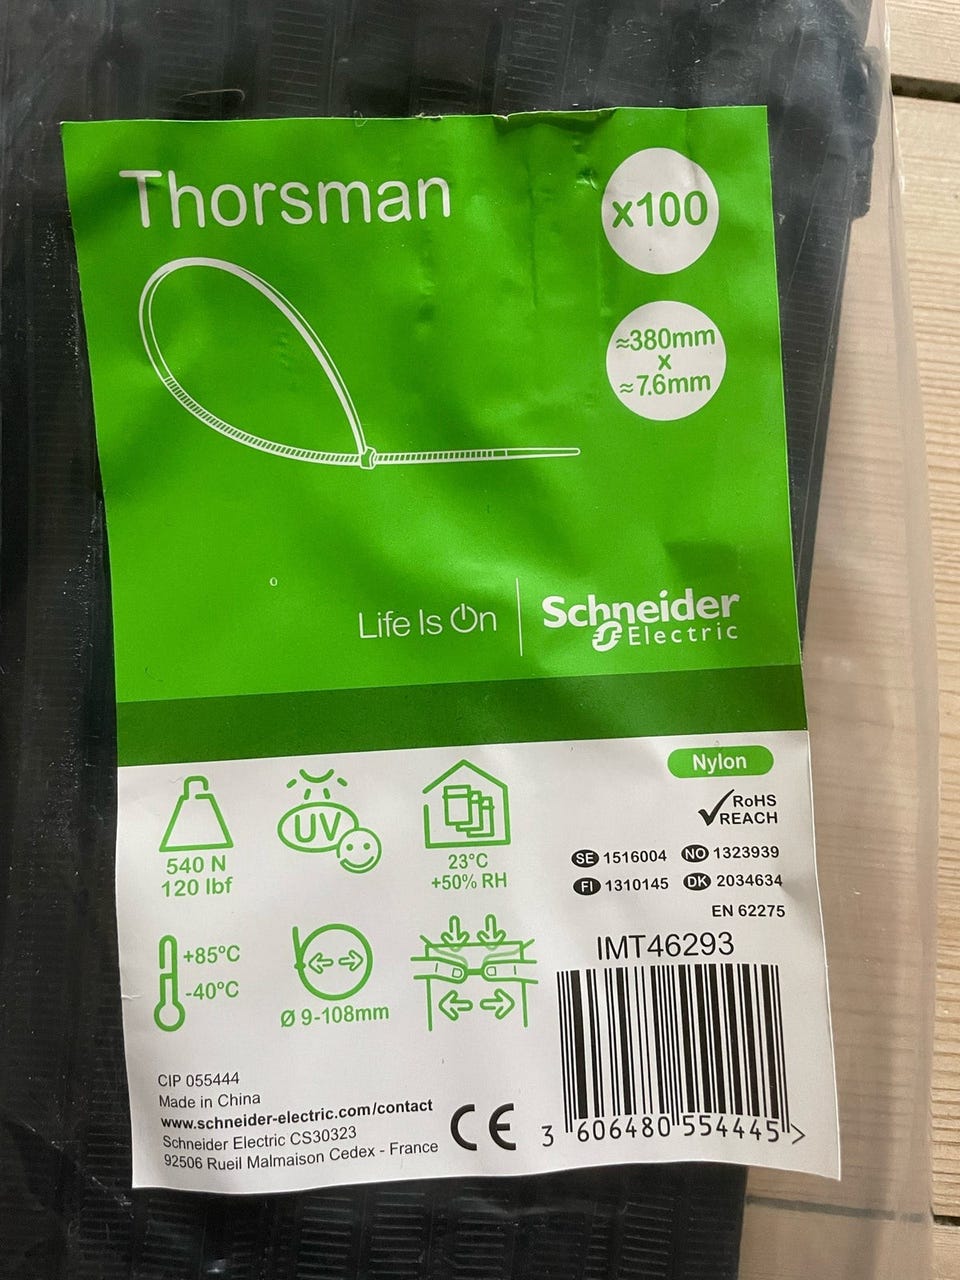 Thorsman
x100
≈380mm
x
≈7.6mm
Life Is On
Schneider
Electric
Nylon
540 N
120 lbf
UV
23°C
+50% RH
RoHS
REACH
SE 1516004 NO 1323939
FI 1310145 DK 2034634
EN 62275
+85°C
-40°C
Ø 9-108mm
IMT46293
CIP 055444
Made in China
www.schneider-electric.com/contact
Schneider Electric CS30323
92506 Rueil Malmaison Cedex - France
CE
3 606480 554445 >